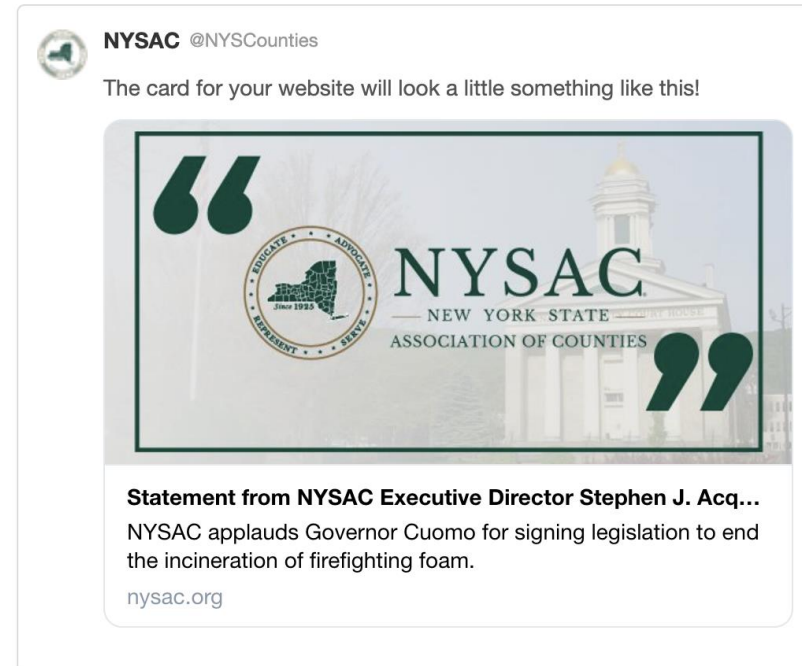 NYSAC @NYSCounties
The card for your website will look a little something like this!
“
EDUCATE • ADVOCATE
Since 1925
REPRESENT • SERVE
NYSAC
NEW YORK STATE
ASSOCIATION OF COUNTIES
”
Statement from NYSAC Executive Director Stephen J. Acq...
NYSAC applauds Governor Cuomo for signing legislation to end
the incineration of firefighting foam.
nysac.org